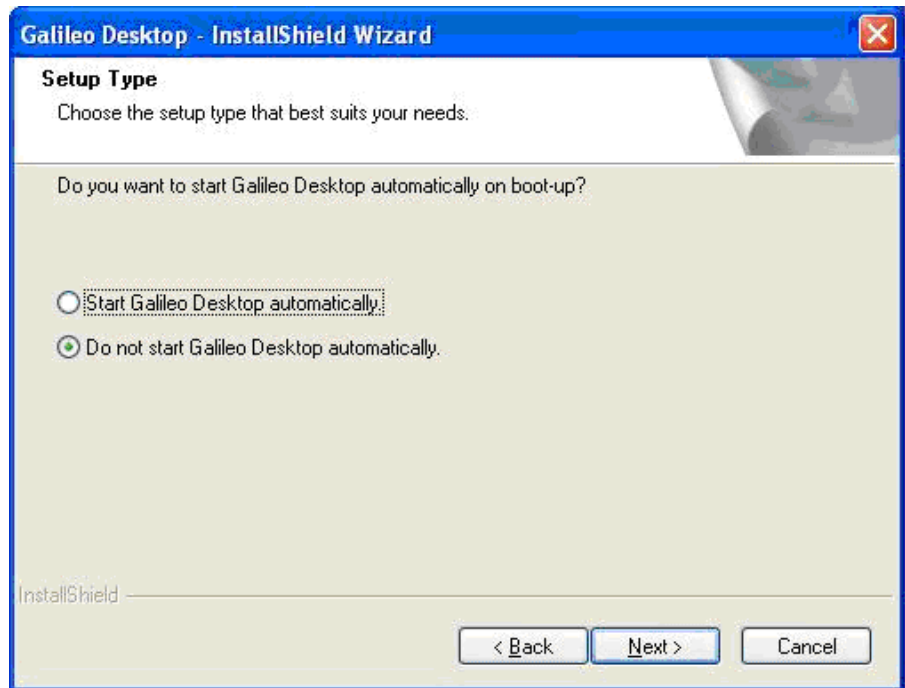 Galileo Desktop - InstallShield Wizard
Setup Type
Choose the setup type that best suits your needs.
Do you want to start Galileo Desktop automatically on boot-up?
Start Galileo Desktop automatically.
Do not start Galileo Desktop automatically.
InstallShield
< Back Next > Cancel